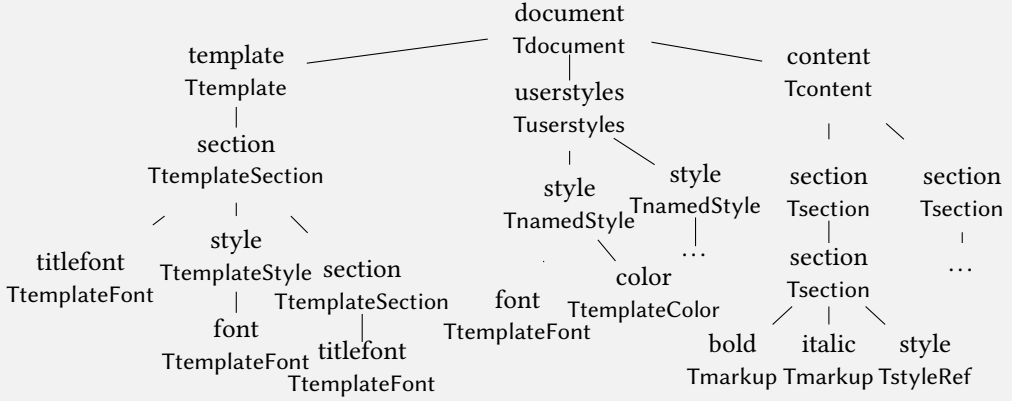 document
Tdocument
template
Ttemplate
content
Tcontent
userstyles
Tuserstyles
section
TtemplateSection
style
TnamedStyle
style
TnamedStyle
...
section
Tsection
section
Tsection
...
titlefont
TtemplateFont
style
TtemplateStyle
section
TtemplateSection
font
TtemplateFont
titlefont
TtemplateFont
font
TtemplateFont
color
TtemplateColor
section
Tsection
bold
Tmarkup
italic
Tmarkup
style
TstyleRef